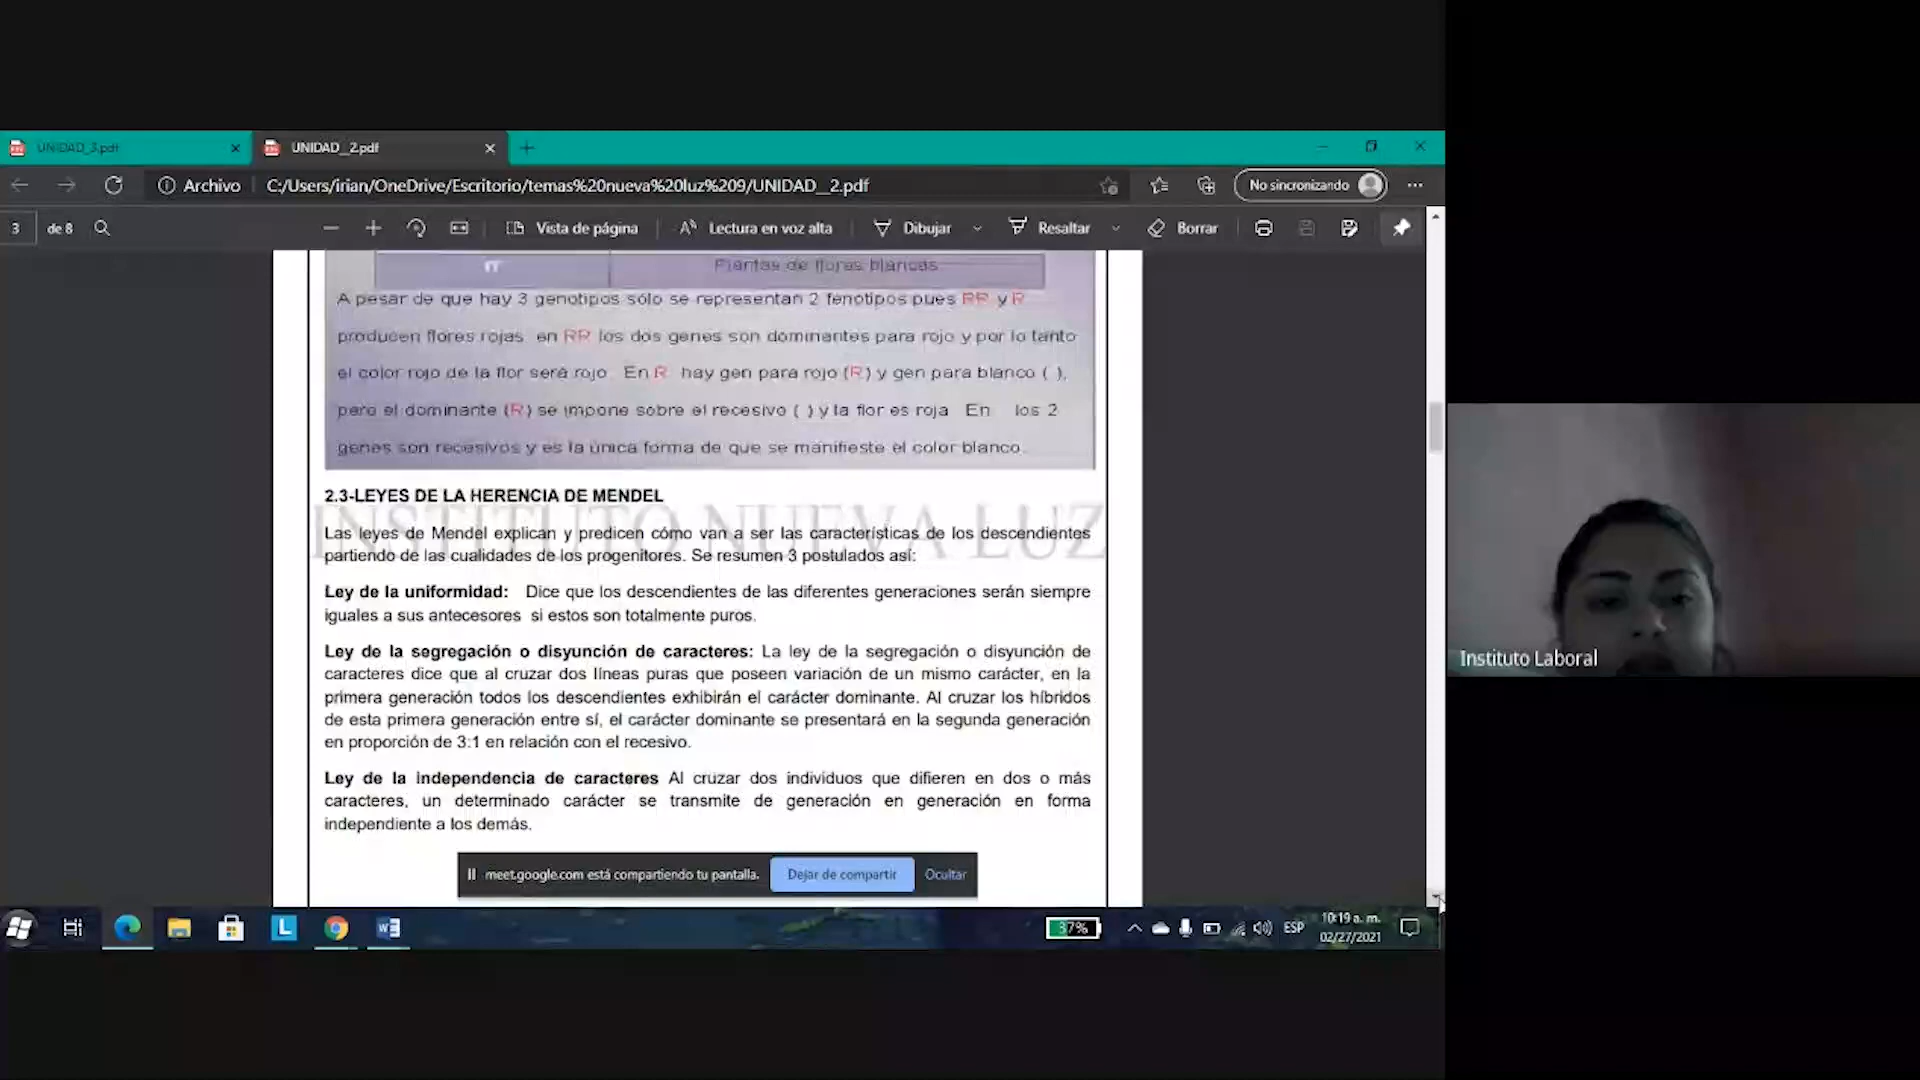 UNIDAD_3.pdf
UNIDAD__2.pdf
Archivo
C:/Users/irian/OneDrive/Escritorio/temas%20nueva%20luz%209/UNIDAD__2.pdf
No sincronizando
3 de 8
Vista de página
Lectura en voz alta
Dibujar
Resaltar
Borrar
rr Plantas de flores blancas
A pesar de que hay 3 genotipos sólo se representan 2 fenotipos pues RR y R
producen flores rojas en RR los dos genes son dominantes para rojo y por lo tanto
el color rojo de la flor será rojo En R hay gen para rojo (R) y gen para blanco ( ),
pero el dominante (R) se impone sobre el recesivo ( ) y la flor es roja En los 2
genes son recesivos y es la única forma de que se manifieste el color blanco.
2.3-LEYES DE LA HERENCIA DE MENDEL
INSTITUTO NUEVA LUZ
Las leyes de Mendel explican y predicen cómo van a ser las características de los descendientes
partiendo de las cualidades de los progenitores. Se resumen 3 postulados así:
Ley de la uniformidad: Dice que los descendientes de las diferentes generaciones serán siempre
iguales a sus antecesores si estos son totalmente puros.
Ley de la segregación o disyunción de caracteres: La ley de la segregación o disyunción de
caracteres dice que al cruzar dos líneas puras que poseen variación de un mismo carácter, en la
primera generación todos los descendientes exhibirán el carácter dominante. Al cruzar los híbridos
de esta primera generación entre sí, el carácter dominante se presentará en la segunda generación
en proporción de 3:1 en relación con el recesivo.
Ley de la independencia de caracteres Al cruzar dos individuos que difieren en dos o más
caracteres, un determinado carácter se transmite de generación en generación en forma
independiente a los demás.
meet.google.com está compartiendo tu pantalla.
Dejar de compartir
Ocultar
37%
ESP
10:19 a. m.
02/27/2021
Instituto Laboral